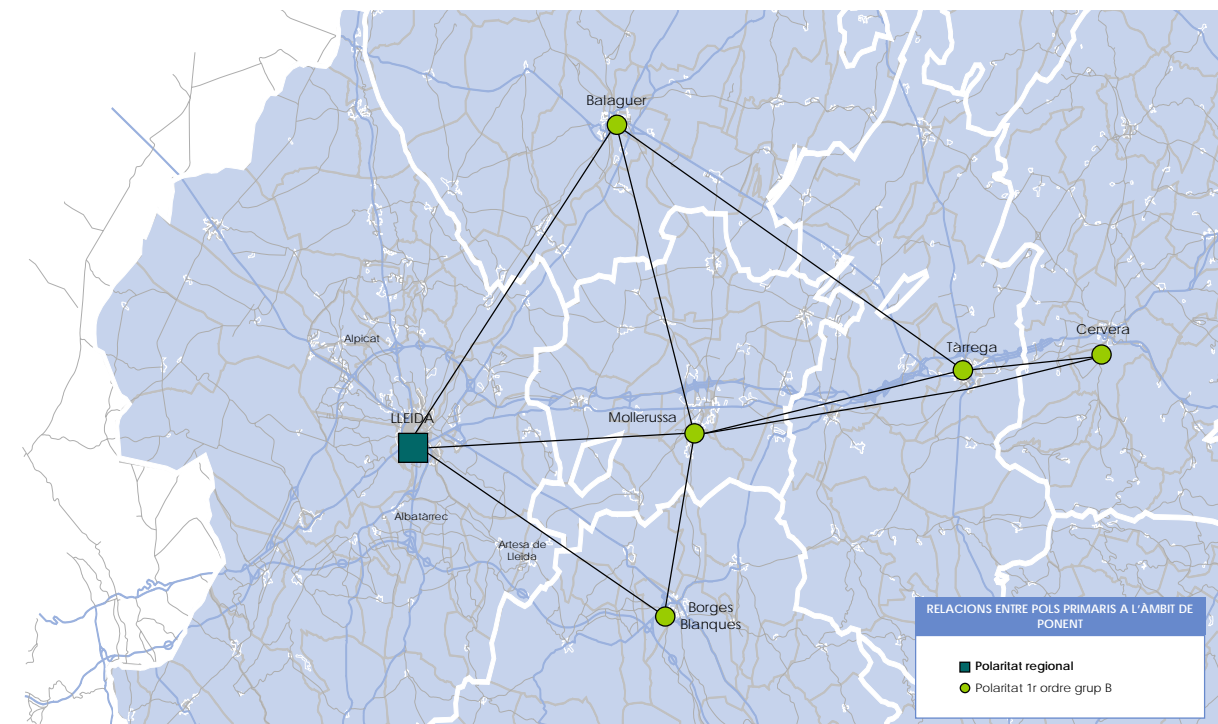 Balaguer
Cervera
Tàrrega
Alpicat
LLEIDA
Mollerussa
Albatàrrec
Artesa de
Lleida
Borges
Blanques
RELACIONS ENTRE POLS PRIMARIS A L'ÀMBIT DE
PONENT
Polaritat regional
Polaritat 1r ordre grup B